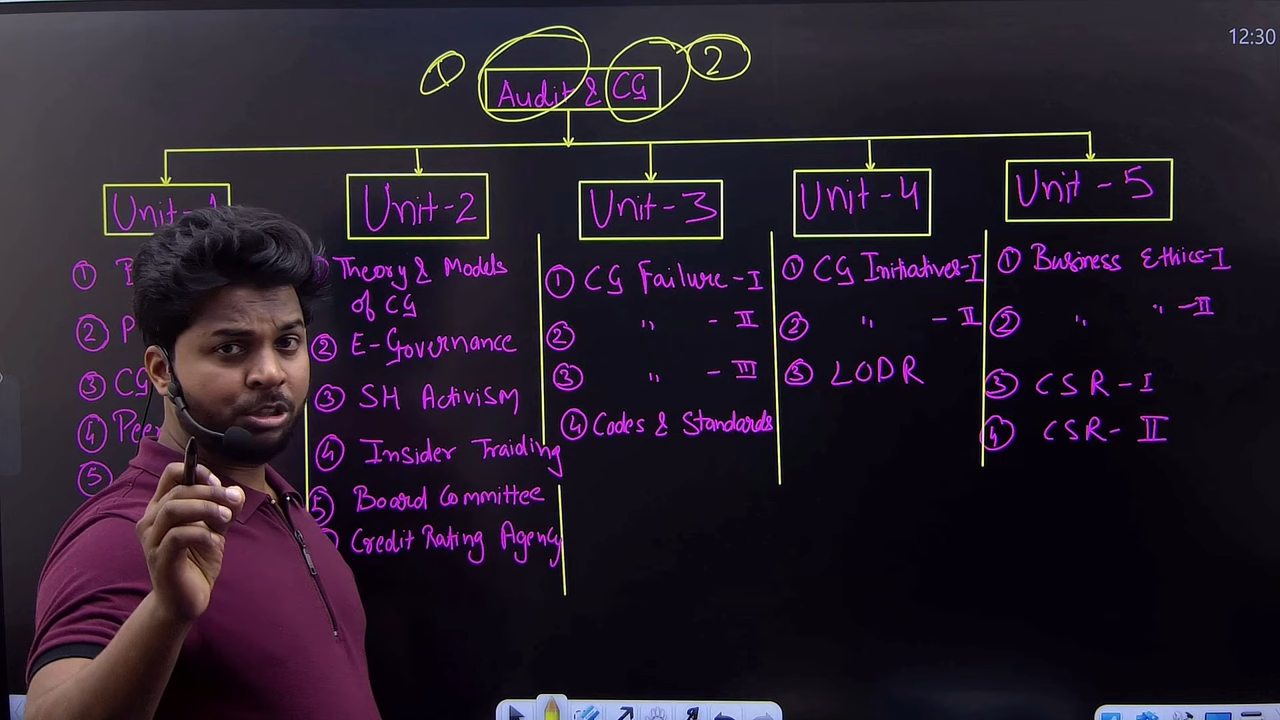 12:30
① Audit & CG ②
Unit-1
① 
② P
③ CG
④ Peer
⑤
Unit-2
Theory & Models
of CG
② E-Governance
③ SH Activism
④ Insider Traiding
⑤ Board Committee
Credit Rating Agency
Unit-3
① CG Failure-I
② " - II
③ " - III
④ Codes & Standards
Unit-4
① CG Initiatives-I
② " - II
③ LODR
Unit-5
① Business Ethics-I
② " " -II
③ CSR-I
④ CSR-II